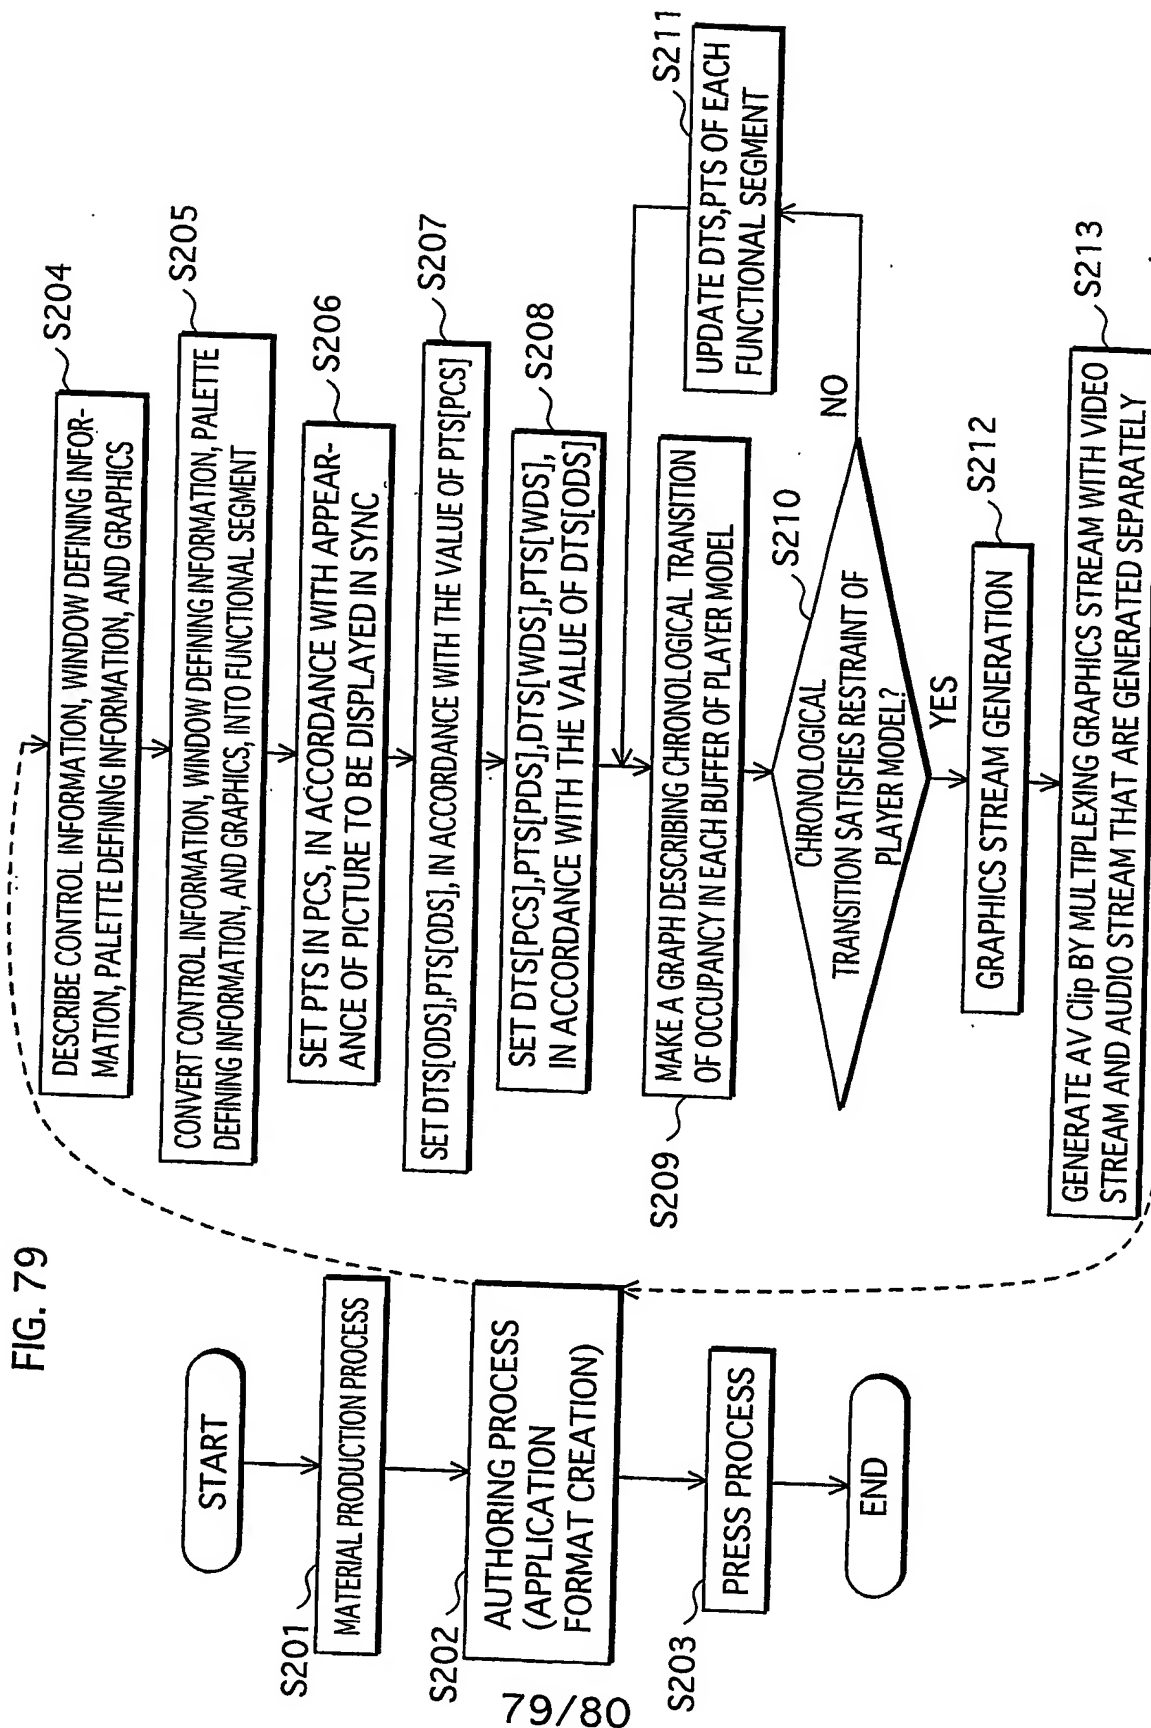 FIG. 79
START
S201
MATERIAL PRODUCTION PROCESS
S202
AUTHORING PROCESS
(APPLICATION
FORMAT CREATION)
S203
PRESS PROCESS
END
S204
DESCRIBE CONTROL INFORMATION, WINDOW DEFINING INFOR-
MATION, PALETTE DEFINING INFORMATION, AND GRAPHICS
S205
CONVERT CONTROL INFORMATION, WINDOW DEFINING INFORMATION, PALETTE
DEFINING INFORMATION, AND GRAPHICS, INTO FUNCTIONAL SEGMENT
S206
SET PTS IN PCS, IN ACCORDANCE WITH APPEAR-
ANCE OF PICTURE TO BE DISPLAYED IN SYNC
S207
SET DTS[ODS],PTS[ODS], IN ACCORDANCE WITH THE VALUE OF PTS[PCS]
S208
SET DTS[PCS],PTS[PDS],DTS[WDS],PTS[WDS],
IN ACCORDANCE WITH THE VALUE OF DTS[ODS]
S209
MAKE A GRAPH DESCRIBING CHRONOLOGICAL TRANSITION
OF OCCUPANCY IN EACH BUFFER OF PLAYER MODEL
S210
CHRONOLOGICAL
TRANSITION SATISFIES RESTRAINT OF
PLAYER MODEL?
NO
S211
UPDATE DTS,PTS OF EACH
FUNCTIONAL SEGMENT
YES
S212
GRAPHICS STREAM GENERATION
S213
GENERATE AV Clip BY MULTIPLEXING GRAPHICS STREAM WITH VIDEO
STREAM AND AUDIO STREAM THAT ARE GENERATED SEPARATELY
79/80